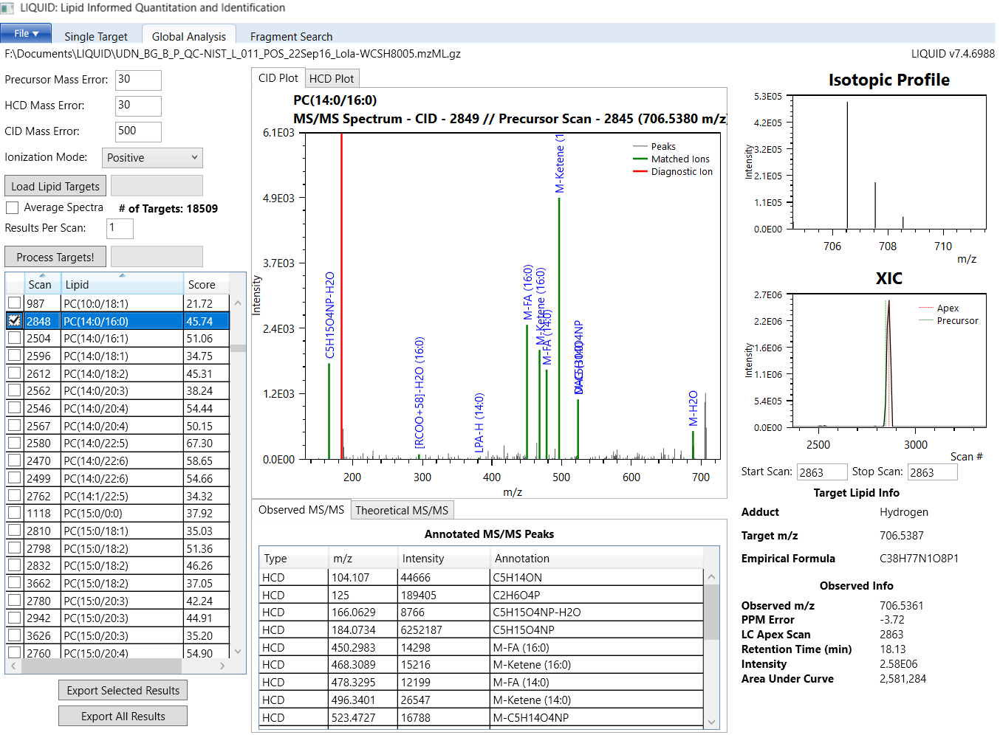 LIQUID: Lipid Informed Quantitation and Identification
File ▾ Single Target Global Analysis Fragment Search
F:\Documents\LIQUID\UDN_BG_B_P_QC-NIST_L_011_POS_22Sep16_Lola-WCSH8005.mzML.gz
LIQUID v7.4.6988
Precursor Mass Error: 30
HCD Mass Error: 30
CID Mass Error: 500
Ionization Mode: Positive
Load Lipid Targets
Average Spectra # of Targets: 18509
Results Per Scan: 1
Process Targets!
Scan Lipid Score
987 PC(10:0/18:1) 21.72
2848 PC(14:0/16:0) 45.74
2504 PC(14:0/16:1) 51.06
2596 PC(14:0/18:1) 34.75
2612 PC(14:0/18:2) 45.31
2562 PC(14:0/20:3) 38.24
2546 PC(14:0/20:4) 54.44
2567 PC(14:0/20:4) 50.15
2580 PC(14:0/22:5) 67.30
2470 PC(14:0/22:6) 58.65
2499 PC(14:0/22:6) 54.66
2762 PC(14:1/22:5) 34.32
1118 PC(15:0/0:0) 37.92
2810 PC(15:0/18:1) 35.03
2798 PC(15:0/18:2) 51.36
2832 PC(15:0/18:2) 46.26
3662 PC(15:0/18:2) 37.05
2780 PC(15:0/20:3) 42.24
2942 PC(15:0/20:3) 44.91
3626 PC(15:0/20:3) 35.20
2760 PC(15:0/20:4) 54.90
Export Selected Results
Export All Results
CID Plot HCD Plot
PC(14:0/16:0)
MS/MS Spectrum - CID - 2849 // Precursor Scan - 2845 (706.5380 m/z)
6.1E03
4.9E03
3.7E03
2.4E03
1.2E03
0.0E00
Intensity
Peaks
Matched Ions
Diagnostic Ion
C5H15O4NP-H2O
[RCOO+58]-H2O (16:0)
LPA-H (14:0)
M-FA (16:0)
M-Ketene (16:0)
M-FA (14:0)
M-Ketene (1
M-H2O
200 300 400 500 600 700
m/z
Observed MS/MS Theoretical MS/MS
Annotated MS/MS Peaks
Type m/z Intensity Annotation
HCD 104.107 44666 C5H14ON
HCD 125 189405 C2H6O4P
HCD 166.0629 8766 C5H15O4NP-H2O
HCD 184.0734 6252187 C5H15O4NP
HCD 450.2983 14298 M-FA (16:0)
HCD 468.3089 15216 M-Ketene (16:0)
HCD 478.3295 12199 M-FA (14:0)
HCD 496.3401 26547 M-Ketene (14:0)
HCD 523.4727 16788 M-C5H14O4NP
Isotopic Profile
5.3E05
4.2E05
3.2E05
2.1E05
1.1E05
0.0E00
Intensity
706 708 710
m/z
XIC
2.7E06
2.2E06
1.6E06
1.1E06
5.4E05
0.0E00
Intensity
Apex
Precursor
2500 3000
Scan #
Start Scan: 2863 Stop Scan: 2863
Target Lipid Info
Adduct Hydrogen
Target m/z 706.5387
Empirical Formula C38H77N1O8P1
Observed Info
Observed m/z 706.5361
PPM Error -3.72
LC Apex Scan 2863
Retention Time (min) 18.13
Intensity 2.58E06
Area Under Curve 2,581,284